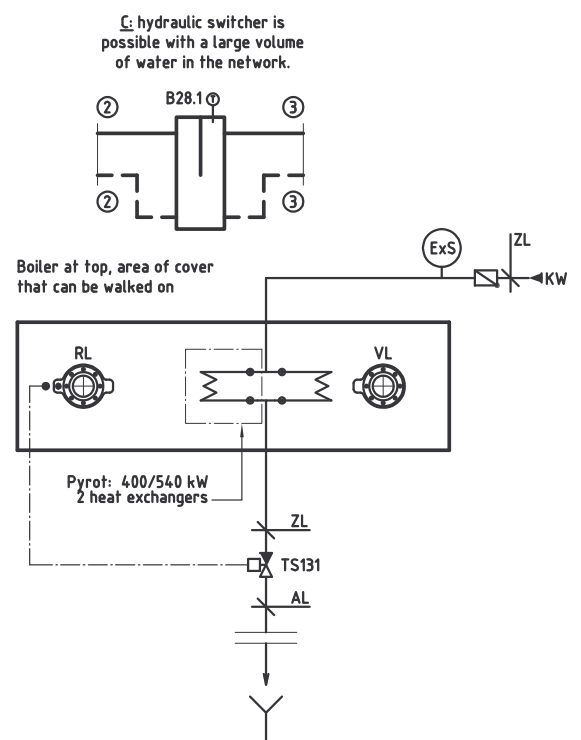 C: hydraulic switcher is
possible with a large volume
of water in the network.
B28.1 T
2 3
2 3
ExS
ZL
KW
Boiler at top, area of cover
that can be walked on
RL VL
Pyrot: 400/540 kW
2 heat exchangers
ZL
TS131
AL